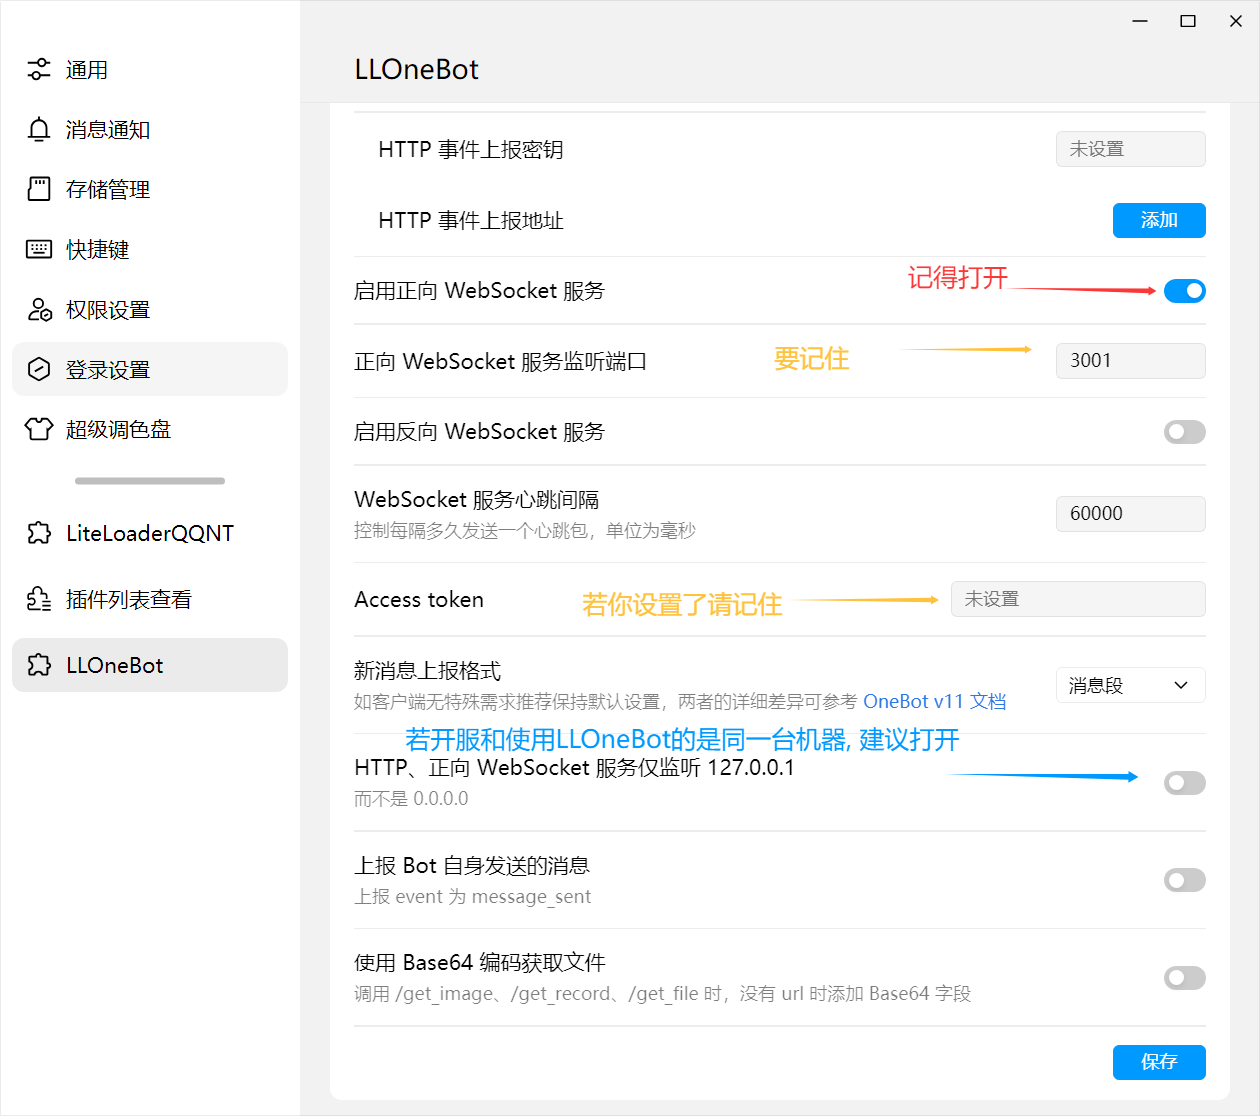 通用
消息通知
存储管理
快捷键
权限设置
登录设置
超级调色盘
LiteLoaderQQNT
插件列表查看
LLOneBot
LLOneBot
HTTP 事件上报密钥 未设置
HTTP 事件上报地址 添加
启用正向 WebSocket 服务 记得打开
正向 WebSocket 服务监听端口 要记住 3001
启用反向 WebSocket 服务
WebSocket 服务心跳间隔 60000
控制每隔多久发送一个心跳包，单位为毫秒
Access token 若你设置了请记住 未设置
新消息上报格式 消息段
如客户端无特殊需求推荐保持默认设置，两者的详细差异可参考 OneBot v11 文档
若开服和使用LLOneBot的是同一台机器, 建议打开
HTTP、正向 WebSocket 服务仅监听 127.0.0.1
而不是 0.0.0.0
上报 Bot 自身发送的消息
上报 event 为 message_sent
使用 Base64 编码获取文件
调用 /get_image、/get_record、/get_file 时，没有 url 时添加 Base64 字段
保存